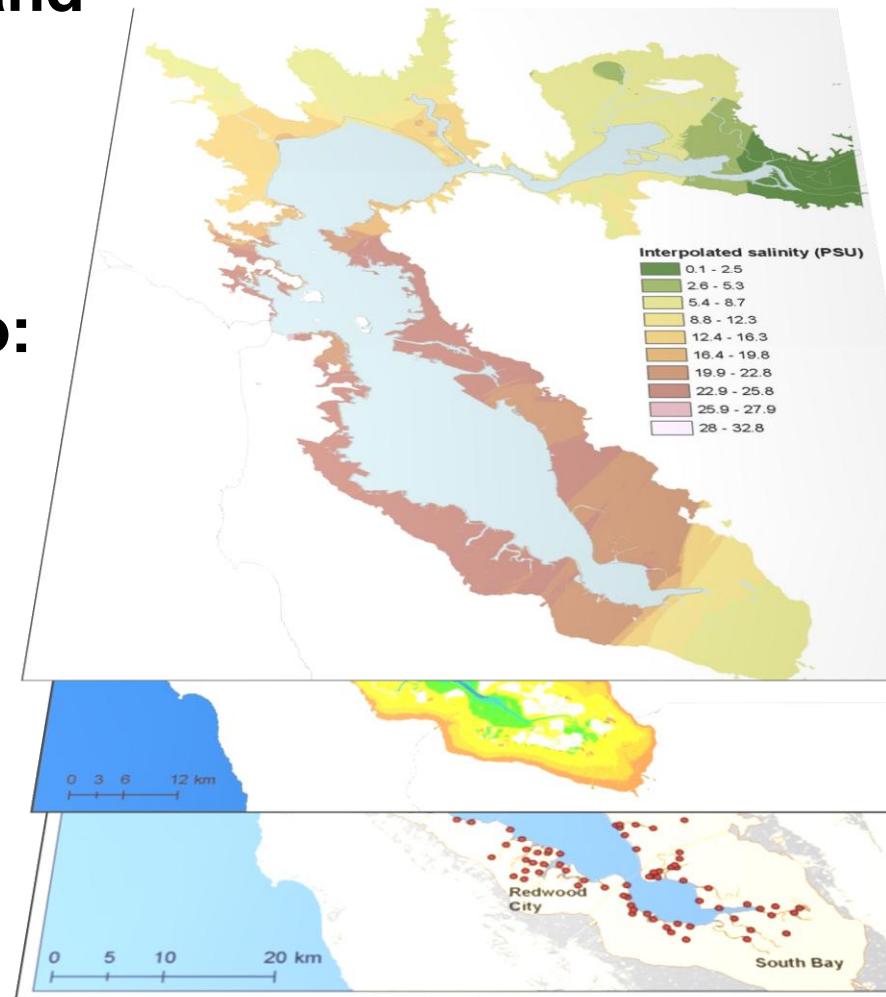 and
o:
Interpolated salinity (PSU)
0.1 - 2.5
2.6 - 5.3
5.4 - 8.7
8.8 - 12.3
12.4 - 16.3
16.4 - 19.8
19.9 - 22.8
22.9 - 25.8
25.9 - 27.9
28 - 32.8
0 3 6 12 km
Redwood
City
South Bay
0 5 10 20 km